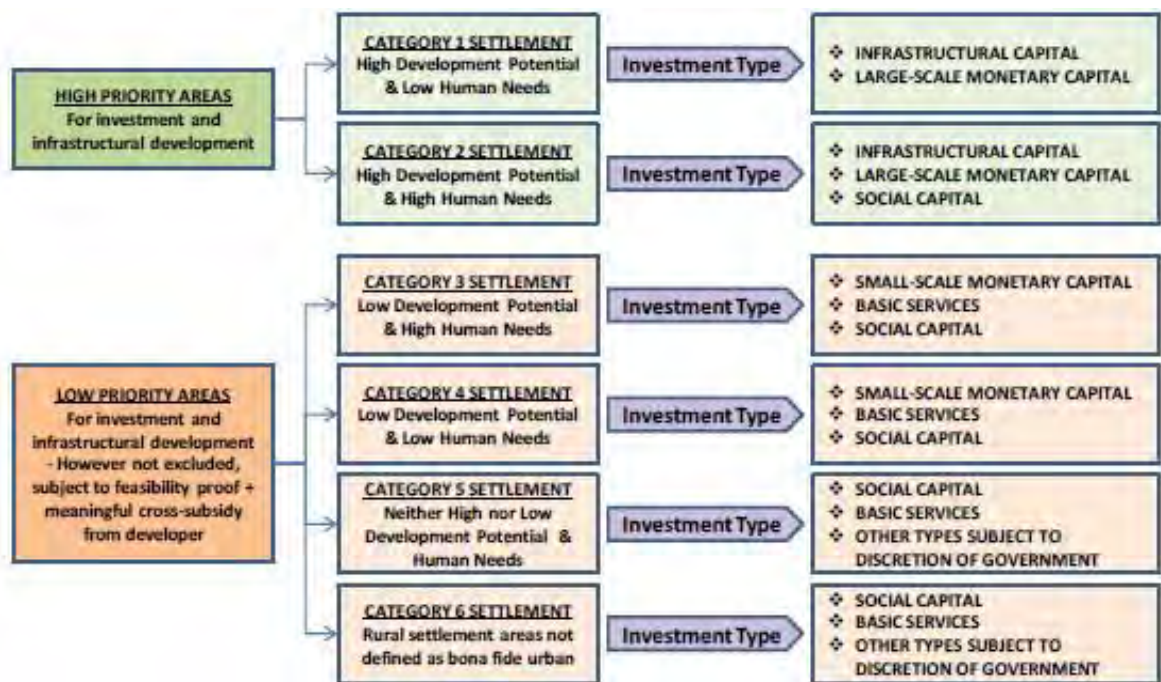 HIGH PRIORITY AREAS
For investment and
infrastructural development
CATEGORY 1 SETTLEMENT
High Development Potential
& Low Human Needs
Investment Type
❖ INFRASTRUCTURAL CAPITAL
❖ LARGE-SCALE MONETARY CAPITAL
CATEGORY 2 SETTLEMENT
High Development Potential
& High Human Needs
Investment Type
❖ INFRASTRUCTURAL CAPITAL
❖ LARGE-SCALE MONETARY CAPITAL
❖ SOCIAL CAPITAL
LOW PRIORITY AREAS
For investment and
infrastructural development
- However not excluded,
subject to feasibility proof +
meaningful cross-subsidy
from developer
CATEGORY 3 SETTLEMENT
Low Development Potential
& High Human Needs
Investment Type
❖ SMALL-SCALE MONETARY CAPITAL
❖ BASIC SERVICES
❖ SOCIAL CAPITAL
CATEGORY 4 SETTLEMENT
Low Development Potential
& Low Human Needs
Investment Type
❖ SMALL-SCALE MONETARY CAPITAL
❖ BASIC SERVICES
❖ SOCIAL CAPITAL
CATEGORY 5 SETTLEMENT
Neither High nor Low
Development Potential &
Human Needs
Investment Type
❖ SOCIAL CAPITAL
❖ BASIC SERVICES
❖ OTHER TYPES SUBJECT TO
DISCRETION OF GOVERNMENT
CATEGORY 6 SETTLEMENT
Rural settlement areas not
defined as bona fide urban
Investment Type
❖ SOCIAL CAPITAL
❖ BASIC SERVICES
❖ OTHER TYPES SUBJECT TO
DISCRETION OF GOVERNMENT